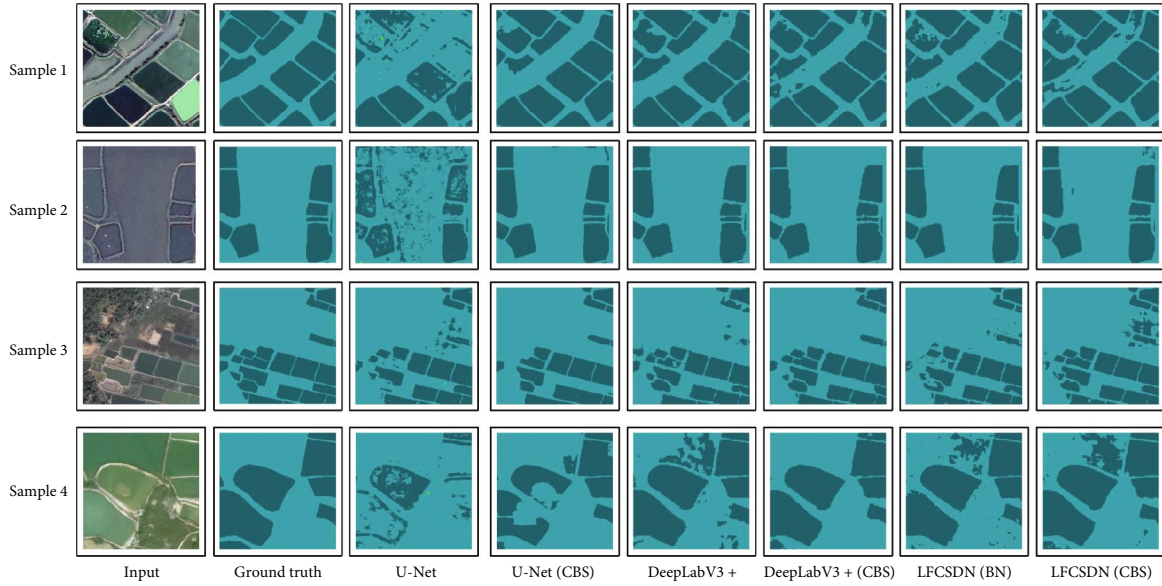 Sample 1
Sample 2
Sample 3
Sample 4
Input Ground truth U-Net U-Net (CBS) DeepLabV3 + DeepLabV3 + (CBS) LFCSDN (BN) LFCSDN (CBS)